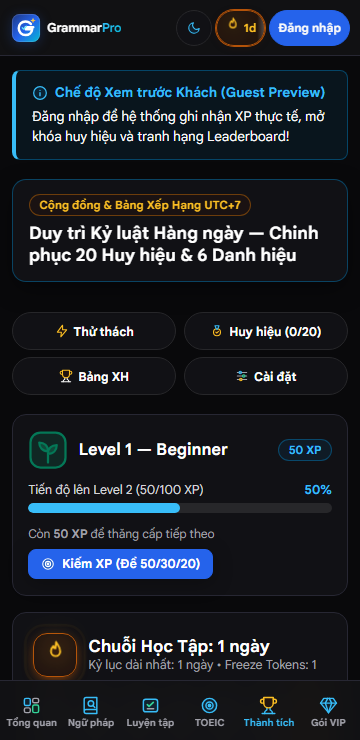 GrammarPro
1d
Đăng nhập
Chế độ Xem trước Khách (Guest Preview)
Đăng nhập để hệ thống ghi nhận XP thực tế, mở
khóa huy hiệu và tranh hạng Leaderboard!
Cộng đồng & Bảng Xếp Hạng UTC+7
Duy trì Kỷ luật Hàng ngày — Chinh
phục 20 Huy hiệu & 6 Danh hiệu
Thử thách
Huy hiệu (0/20)
Bảng XH
Cài đặt
Level 1 — Beginner
50 XP
Tiến độ lên Level 2 (50/100 XP)
50%
Còn 50 XP để thăng cấp tiếp theo
Kiếm XP (Đề 50/30/20)
Chuỗi Học Tập: 1 ngày
Kỷ lục dài nhất: 1 ngày • Freeze Tokens: 1
Tổng quan
Ngữ pháp
Luyện tập
TOEIC
Thành tích
Gói VIP